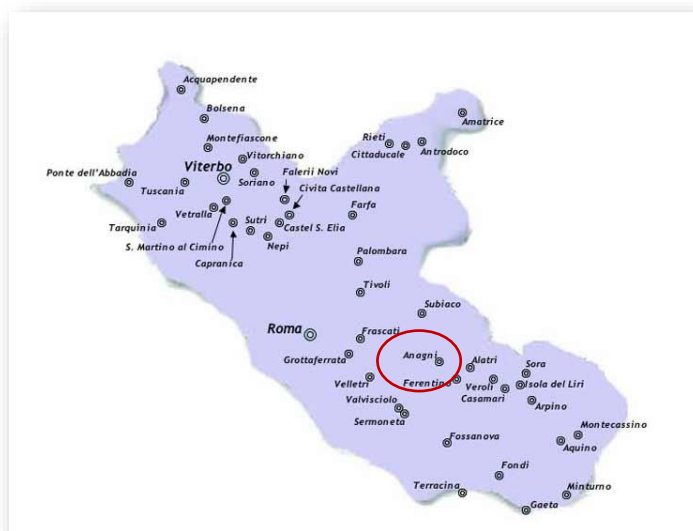 Acquapendente
Bolsena
Amatrice
Montefiascone
Rieti
Antrodoco
Vitorchiano
Cittaducale
Viterbo
Ponte dell'Abbadia
Falerii Novi
Soriano
Tuscania
Civita Castellana
Vetralla
Farfa
Tarquinia
Sutri
Castel S. Elia
S. Martino al Cimino
Nepi
Capranica
Palombara
Tivoli
Subiaco
Roma
Frascati
Grottaferrata
Anagni
Alatri
Sora
Velletri
Ferentino
Veroli
Isola del Liri
Casamari
Valvisciolo
Arpino
Sermoneta
Montecassino
Fossanova
Aquino
Fondi
Terracina
Minturno
Gaeta